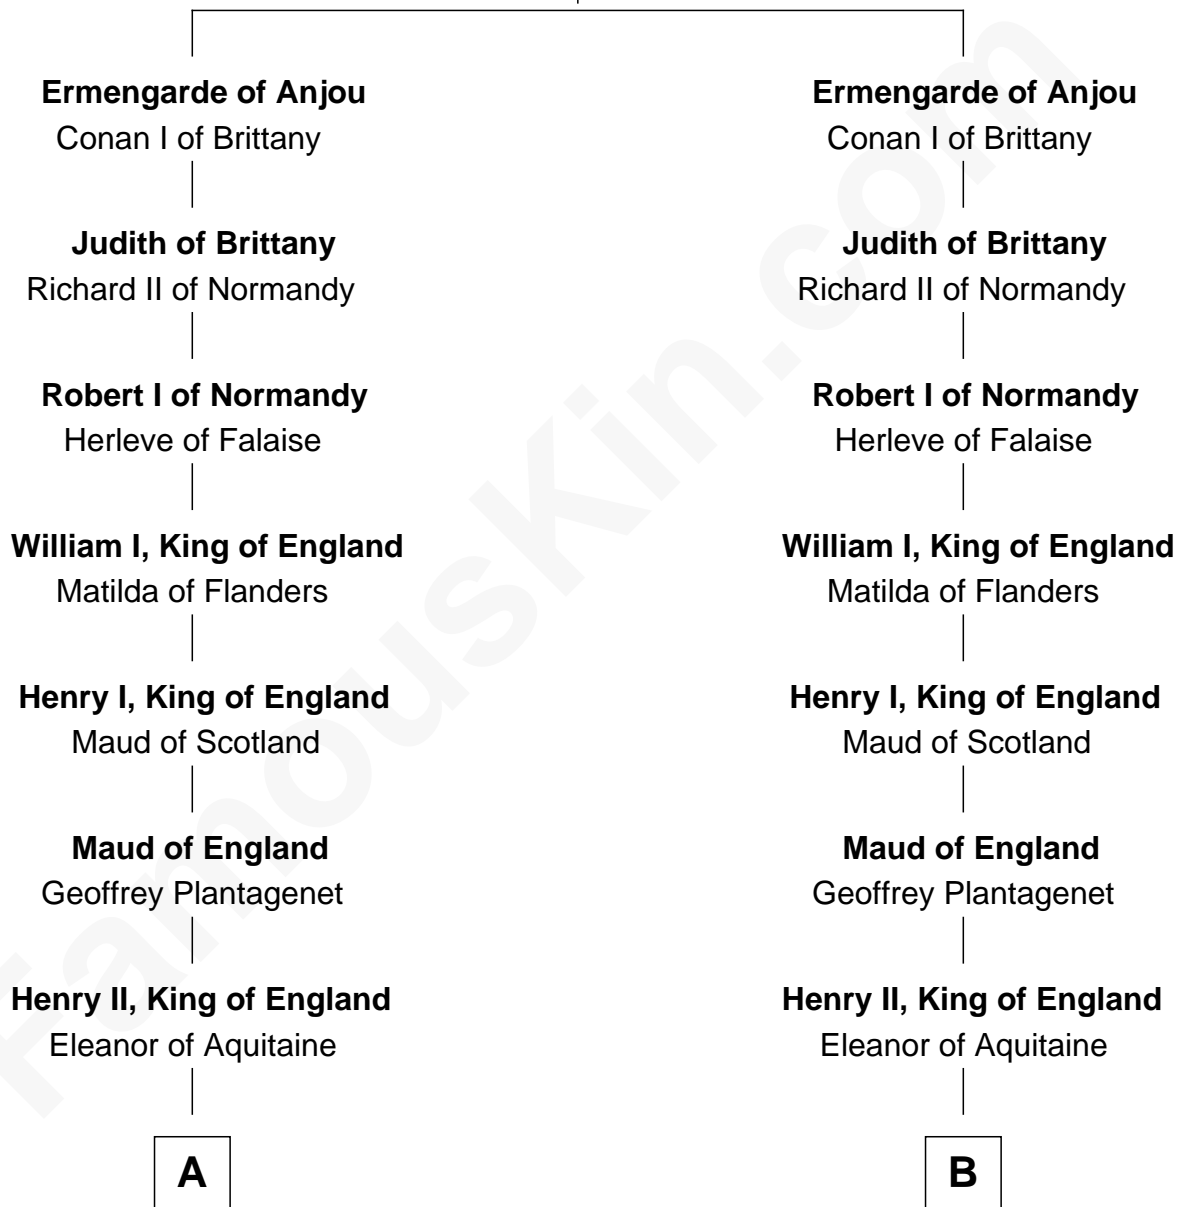 Ermengarde of Anjou
Conan I of Brittany
Judith of Brittany
Richard II of Normandy
Robert I of Normandy
Herleve of Falaise
William I, King of England
Matilda of Flanders
Henry I, King of England
Maud of Scotland
Maud of England
Geoffrey Plantagenet
Henry II, King of England
Eleanor of Aquitaine
A
Ermengarde of Anjou
Conan I of Brittany
Judith of Brittany
Richard II of Normandy
Robert I of Normandy
Herleve of Falaise
William I, King of England
Matilda of Flanders
Henry I, King of England
Maud of Scotland
Maud of England
Geoffrey Plantagenet
Henry II, King of England
Eleanor of Aquitaine
B
FamousKin.com